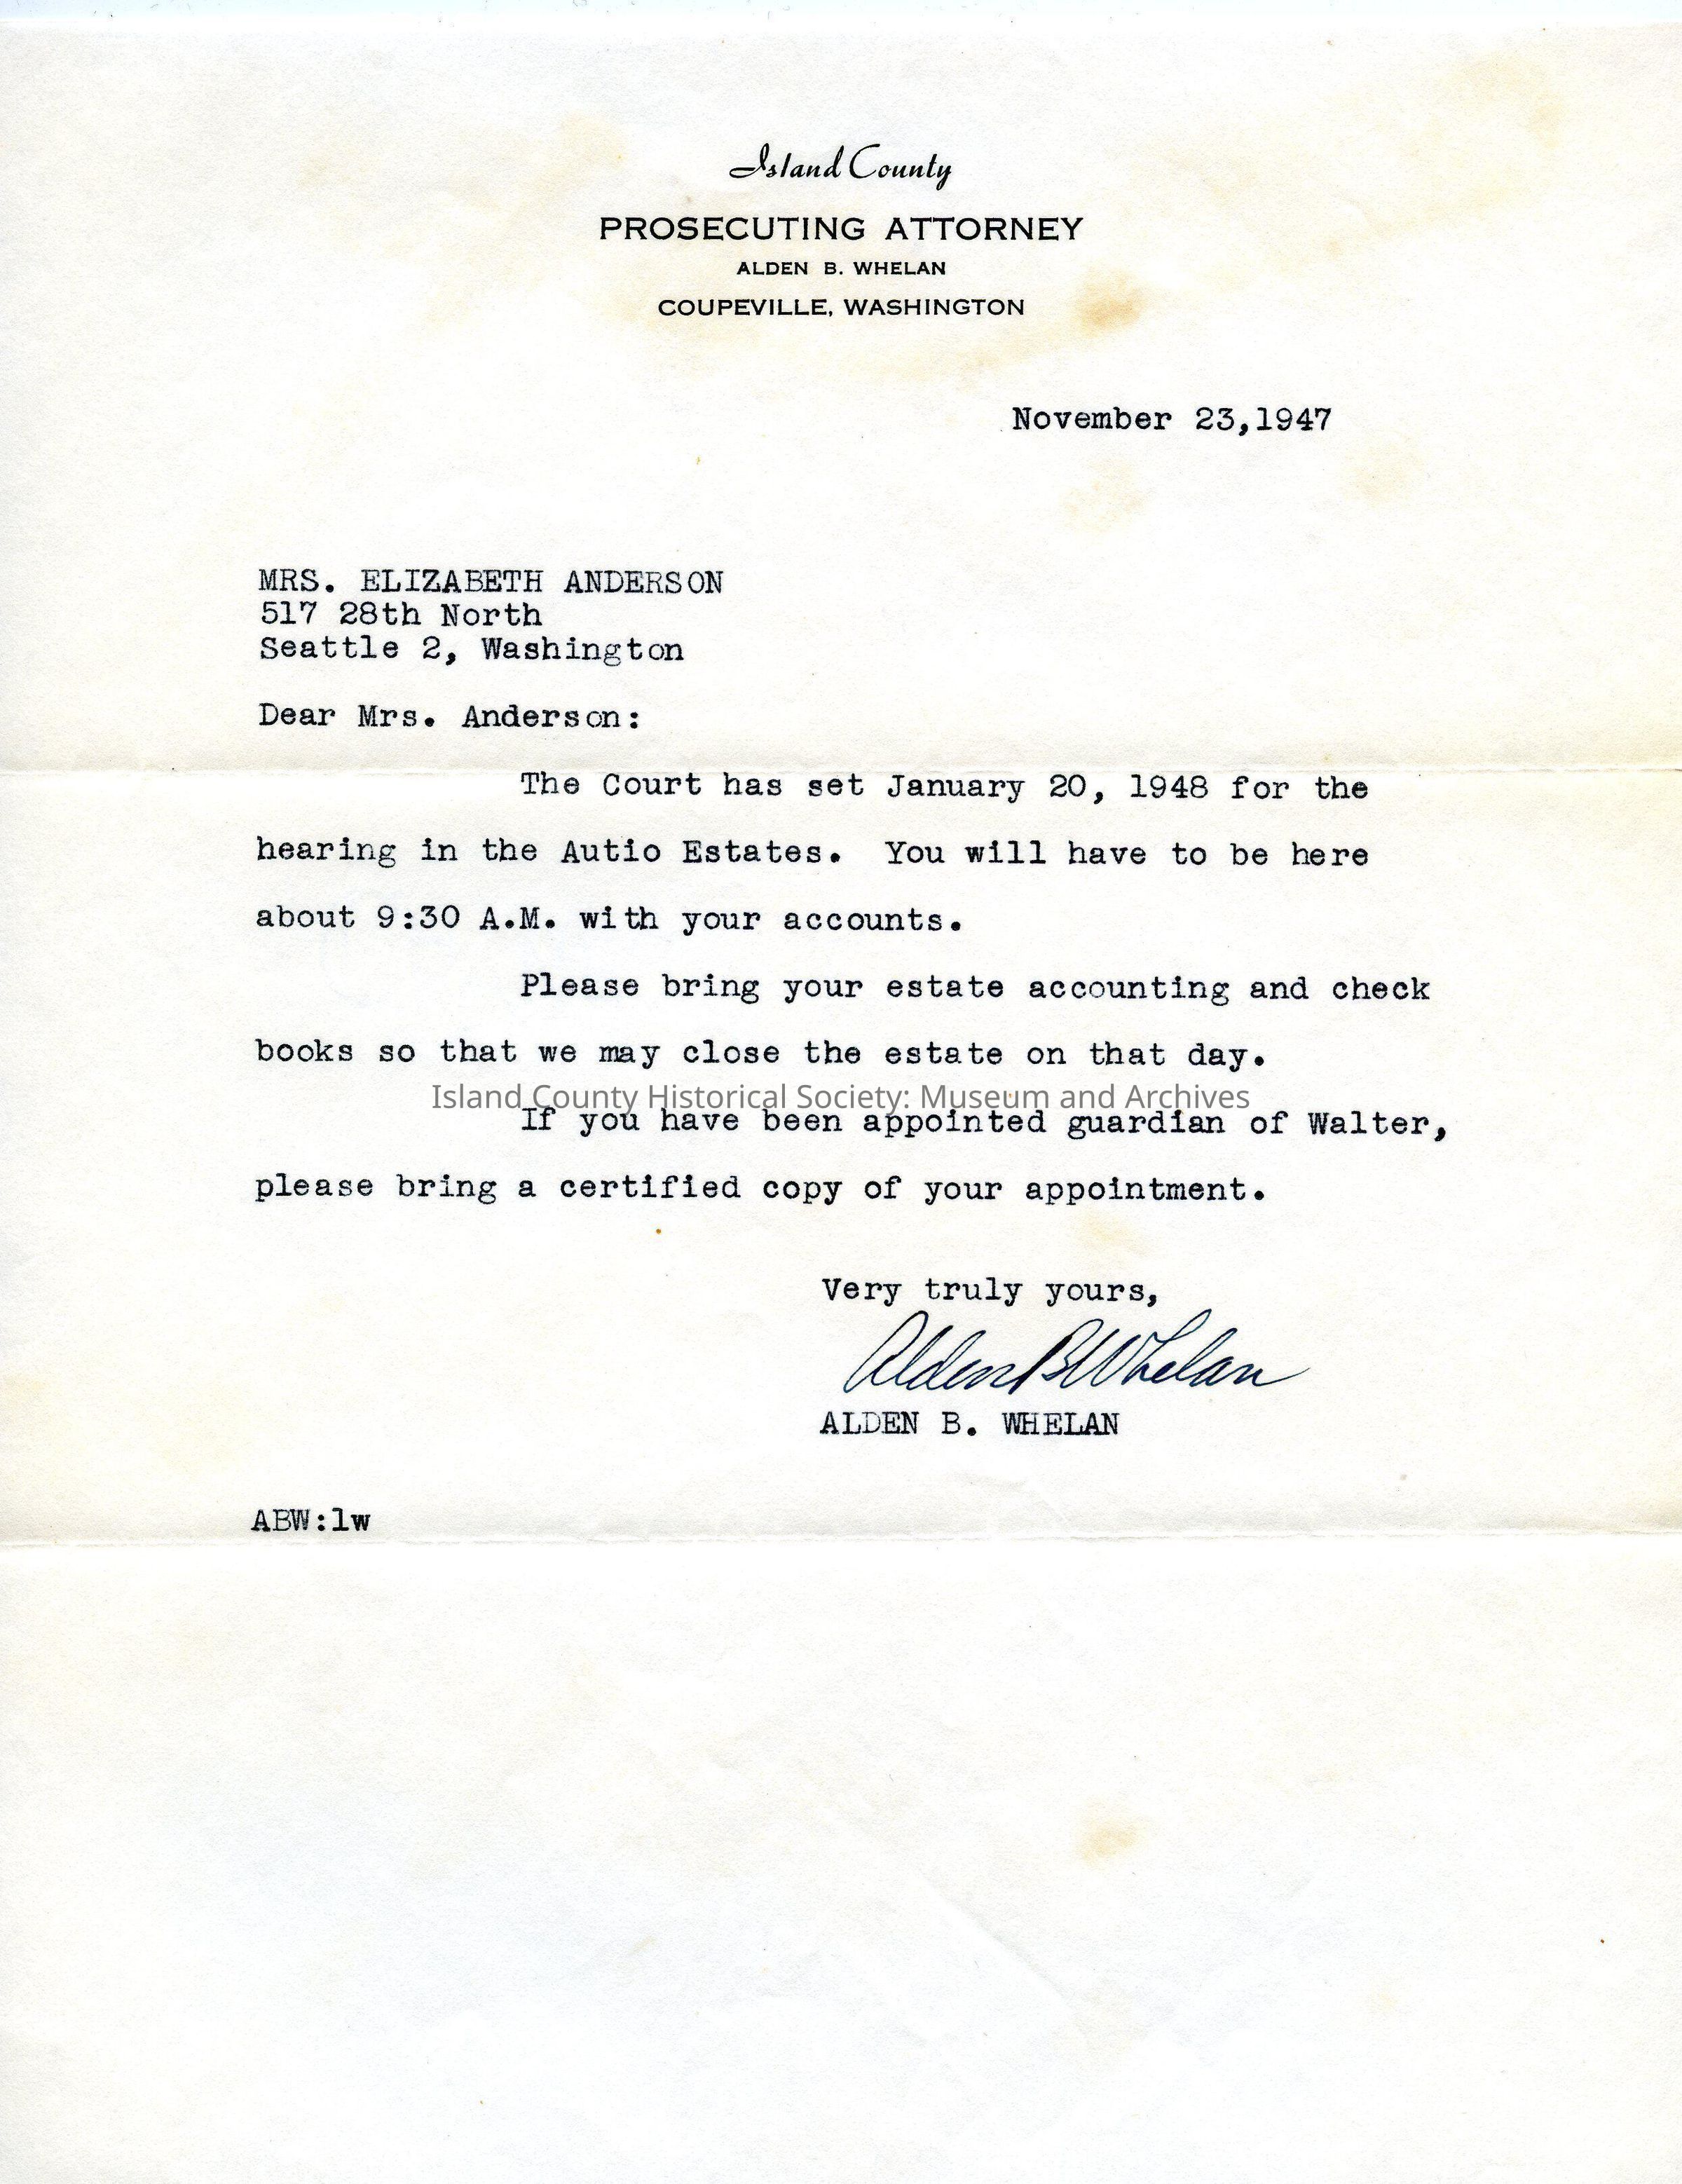 Island County
PROSECUTING ATTORNEY
ALDEN B. WHELAN
COUPEVILLE, WASHINGTON
November 23,1947
MRS. ELIZABETH ANDERSON
517 28th North
Seattle 2, Washington
Dear Mrs. Anderson:
The Court has set January 20, 1948 for the
hearing in the Autio Estates. You will have to be here
about 9:30 A.M. with your accounts.
Please bring your estate accounting and check
books so that we may close the estate on that day.
Island County Historical Society: Museum and Archives
If you have been appointed guardian of Walter,
please bring a certified copy of your appointment.
Very truly yours,
Alden B Whelan
ALDEN B. WHELAN
ABW:lw